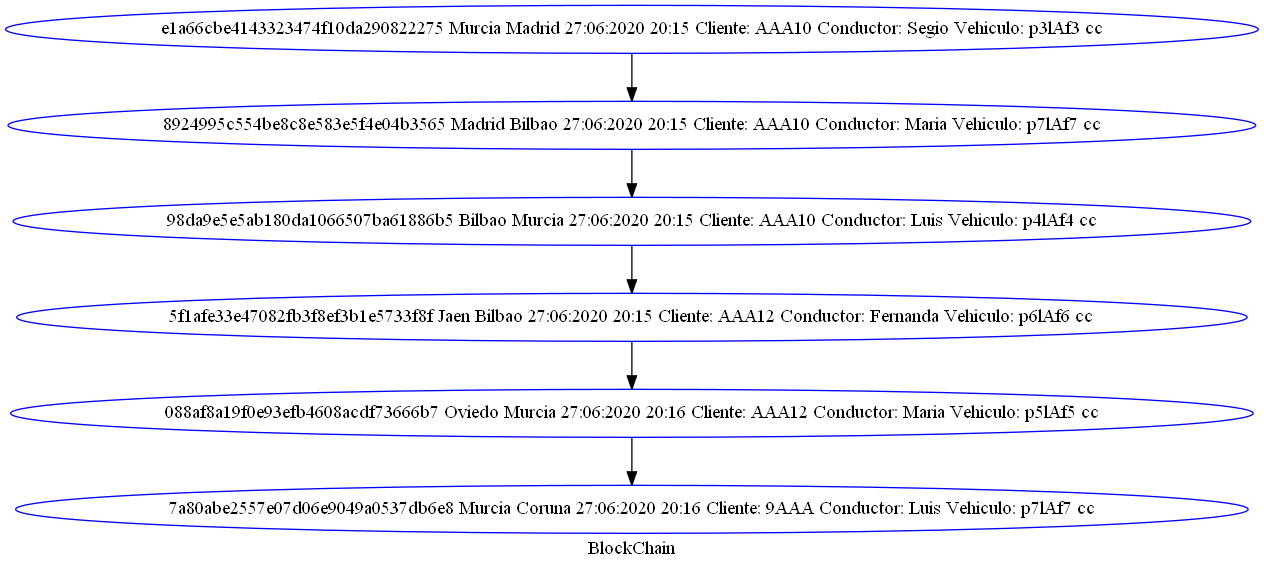 e1a66cbe4143323474f10da290822275 Murcia Madrid 27:06:2020 20:15 Cliente: AAA10 Conductor: Segio Vehiculo: p3lAf3 cc
8924995c554be8c8e583e5f4e04b3565 Madrid Bilbao 27:06:2020 20:15 Cliente: AAA10 Conductor: Maria Vehiculo: p7lAf7 cc
98da9e5e5ab180da1066507ba61886b5 Bilbao Murcia 27:06:2020 20:15 Cliente: AAA10 Conductor: Luis Vehiculo: p4lAf4 cc
5f1afe33e47082fb3f8ef3b1e5733f8f Jaen Bilbao 27:06:2020 20:15 Cliente: AAA12 Conductor: Fernanda Vehiculo: p6lAf6 cc
088af8a19f0e93efb4608acdf73666b7 Oviedo Murcia 27:06:2020 20:16 Cliente: AAA12 Conductor: Maria Vehiculo: p5lAf5 cc
7a80abe2557e07d06e9049a0537db6e8 Murcia Coruna 27:06:2020 20:16 Cliente: 9AAA Conductor: Luis Vehiculo: p7lAf7 cc
BlockChain